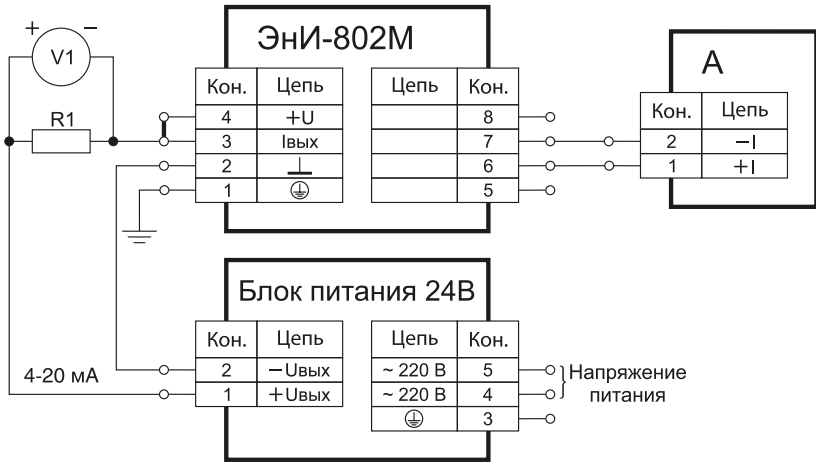 ЭнИ-802М
Кон. Цепь
4 +U
3 Iвых
2 ⊥
1
Цепь Кон.
8
7
6
5
А
Кон. Цепь
2 −I
1 +I
+ −
V1
R1
4-20 мА
Блок питания 24В
Кон. Цепь
2 −Uвых
1 +Uвых
Цепь Кон.
~ 220 В 5
~ 220 В 4
3
Напряжение
питания